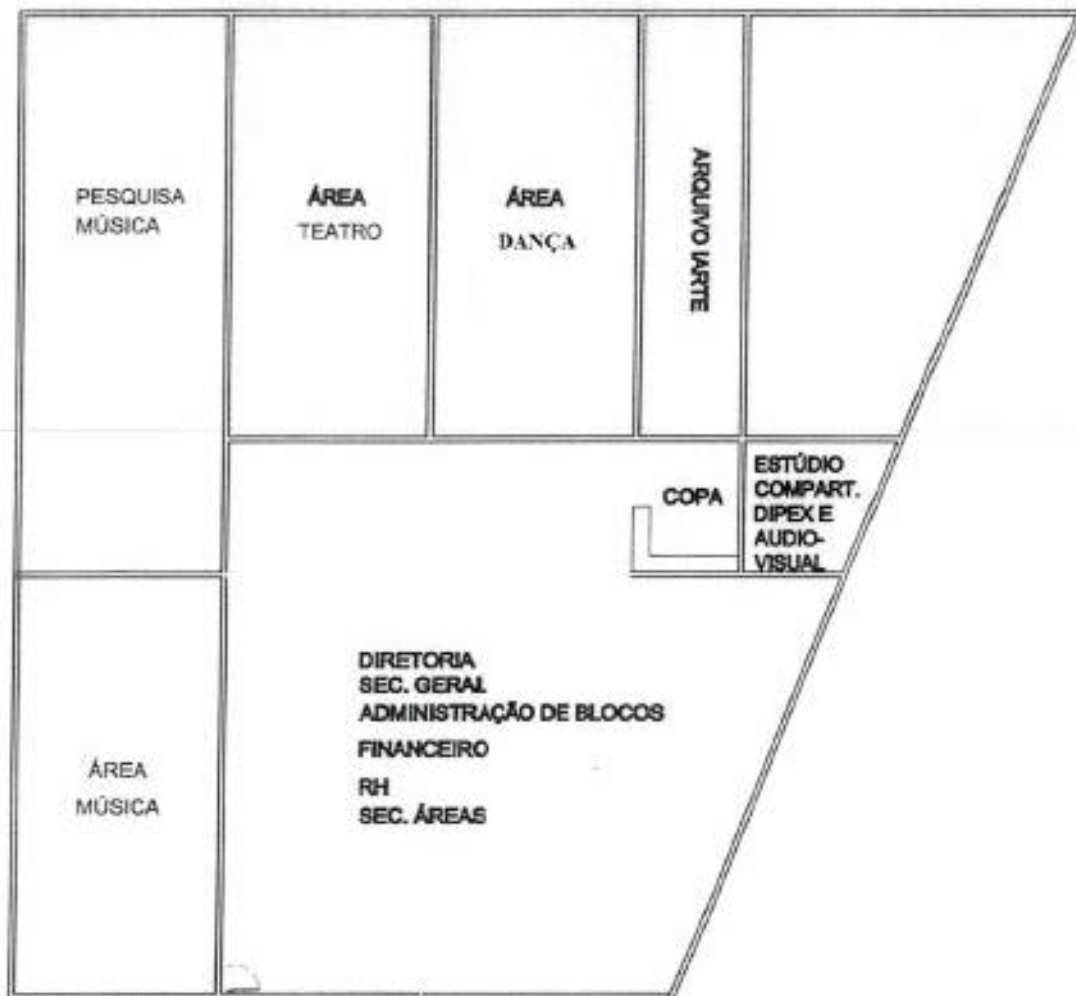 PESQUISA
MÚSICA
ÁREA
TEATRO
ÁREA
DANÇA
ARQUIVO IARTE
COPA
ESTÚDIO
COMPART.
DIPEX E
AUDIO-
VISUAL
DIRETORIA
SEC. GERAL
ADMINISTRAÇÃO DE BLOCOS
FINANCEIRO
RH
SEC. ÁREAS
ÁREA
MÚSICA